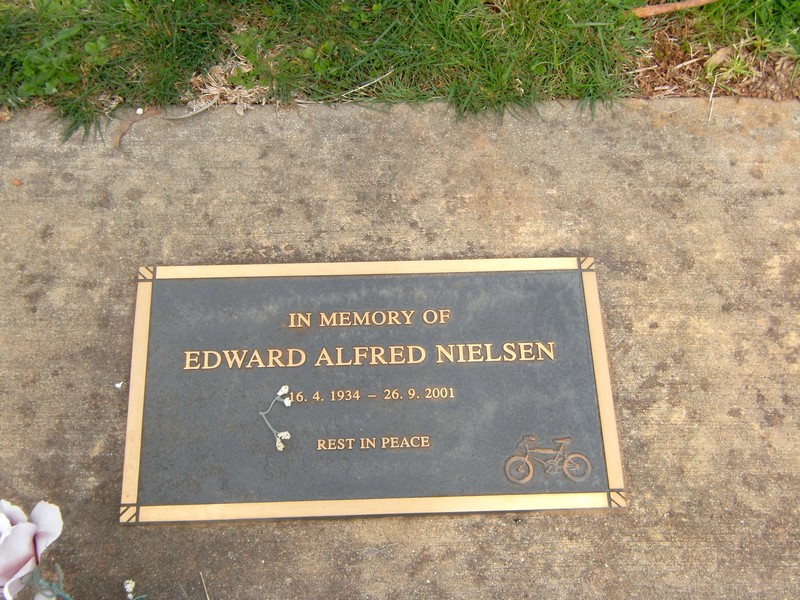 IN MEMORY OF
EDWARD ALFRED NIELSEN
16. 4. 1934 – 26. 9. 2001
REST IN PEACE